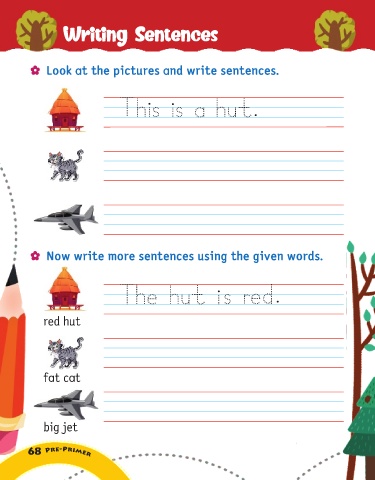 Writing Sentences
Look at the pictures and write sentences.
This is a hut.
Now write more sentences using the given words.
The hut is red.
red hut
fat cat
big jet
68 PRE-PRIMER